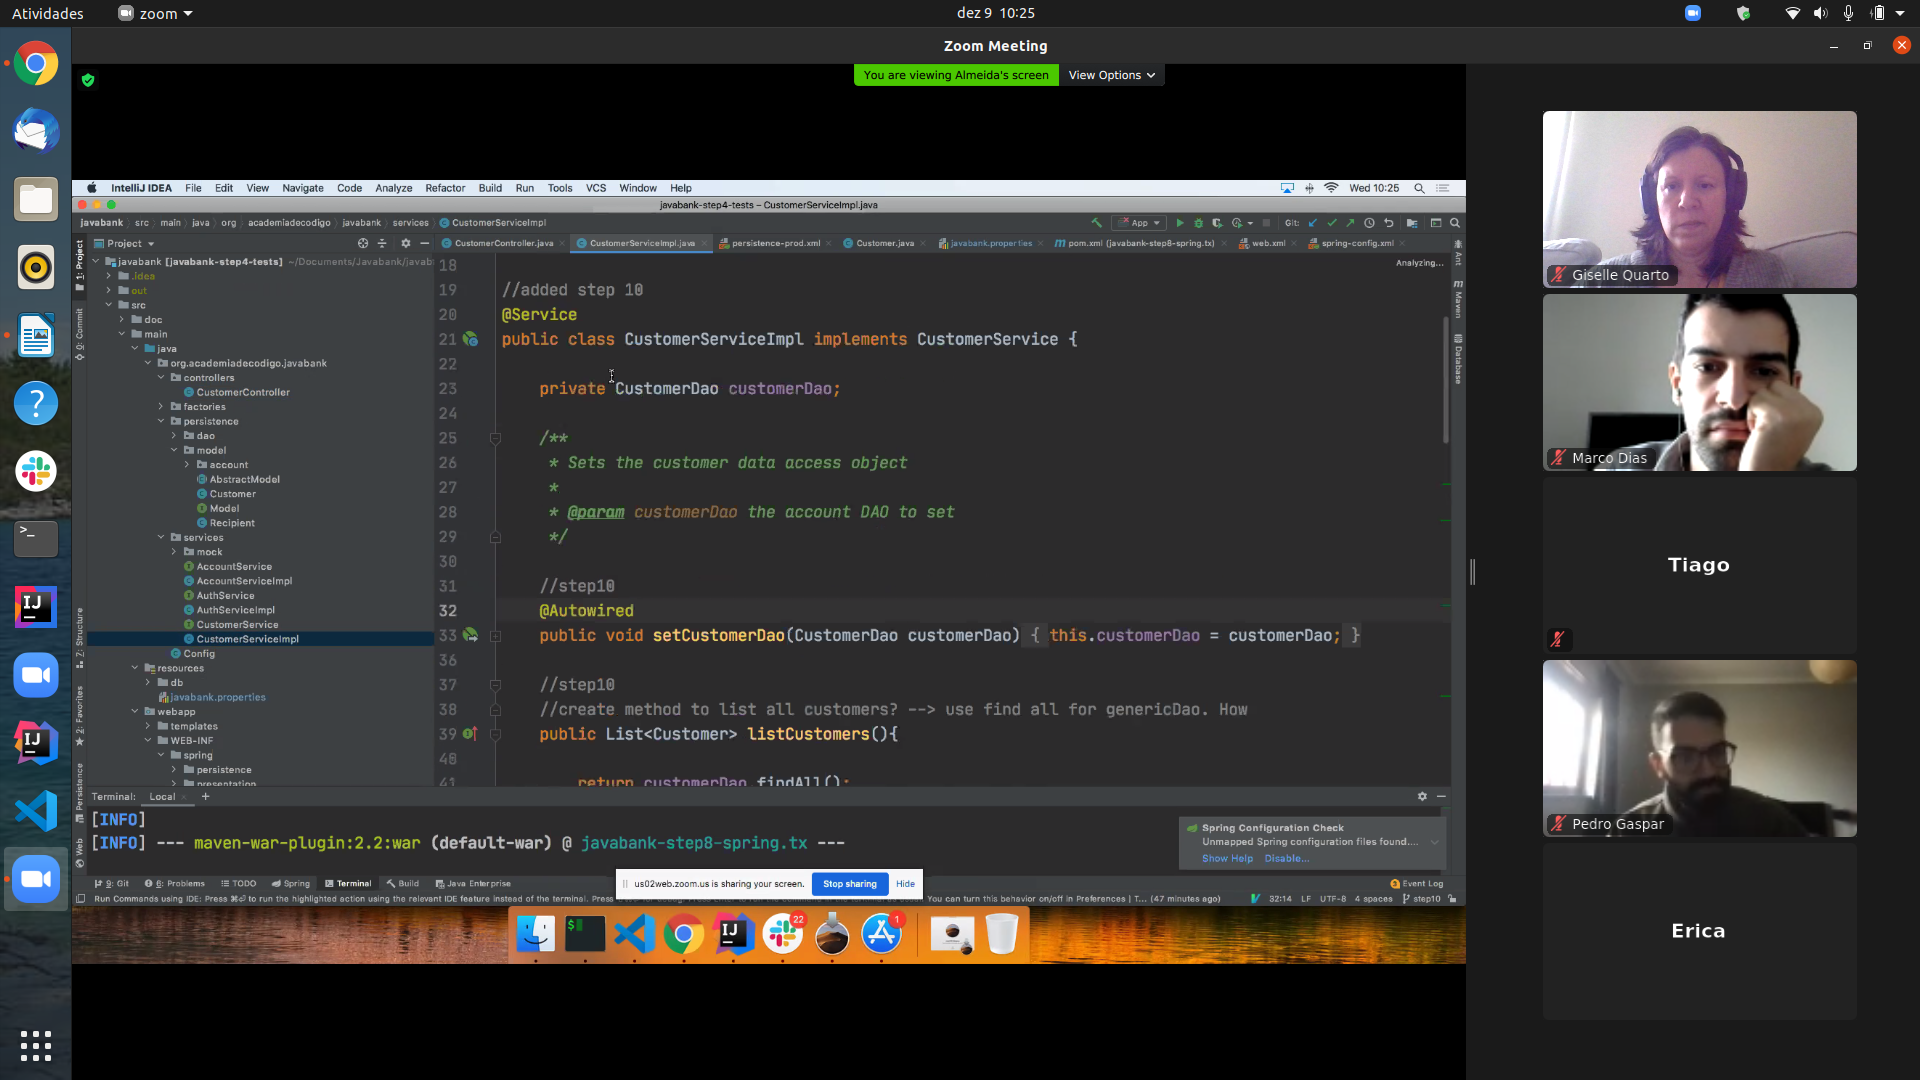 Atividades
zoom
dez 9 10:25
Zoom Meeting
You are viewing Almeida's screen
View Options
IntelliJ IDEA File Edit View Navigate Code Analyze Refactor Build Run Tools VCS Window Help
Wed 10:25
javabank-step4-tests – CustomerServiceImpl.java
javabank src main java org academiadecodigo javabank services CustomerServiceImpl
App
Git:
Project
CustomerController.java
CustomerServiceImpl.java
persistence-prod.xml
Customer.java
javabank.properties
pom.xml (javabank-step8-spring.tx)
web.xml
spring-config.xml
1: Project
0: Commit
7: Structure
2: Favorites
Persistence
Web
Ant
Maven
Database
javabank [javabank-step4-tests] ~/Documents/Javabank/javab
.idea
out
src
doc
main
java
org.academiadecodigo.javabank
controllers
CustomerController
factories
persistence
dao
model
account
AbstractModel
Customer
Model
Recipient
services
mock
AccountService
AccountServiceImpl
AuthService
AuthServiceImpl
CustomerService
CustomerServiceImpl
Config
resources
db
javabank.properties
webapp
templates
WEB-INF
spring
persistence
presentation
Analyzing...
18
19 //added step 10
20 @Service
21 public class CustomerServiceImpl implements CustomerService {
22
23 private CustomerDao customerDao;
24
25 /**
26 * Sets the customer data access object
27 *
28 * @param customerDao the account DAO to set
29 */
30
31 //step10
32 @Autowired
33 public void setCustomerDao(CustomerDao customerDao) { this.customerDao = customerDao; }
36
37 //step10
38 //create method to list all customers? --> use find all for genericDao. How
39 public List<Customer> listCustomers(){
40
41 return customerDao.findAll();
Terminal: Local +
[INFO]
[INFO] --- maven-war-plugin:2.2:war (default-war) @ javabank-step8-spring.tx ---
Spring Configuration Check
Unmapped Spring configuration files found....
Show Help Disable...
9: Git
6: Problems
TODO
Spring
Terminal
Build
Java Enterprise
Event Log
us02web.zoom.us is sharing your screen.
Stop sharing
Hide
Run Commands using IDE: Press ⌘⏎ to run the highlighted action using the relevant IDE feature instead of the terminal. Press
You can turn this behavior on/off in Preferences | T... (47 minutes ago)
32:14 LF UTF-8 4 spaces step10
22
1
Giselle Quarto
Marco Dias
Tiago
Pedro Gaspar
Erica